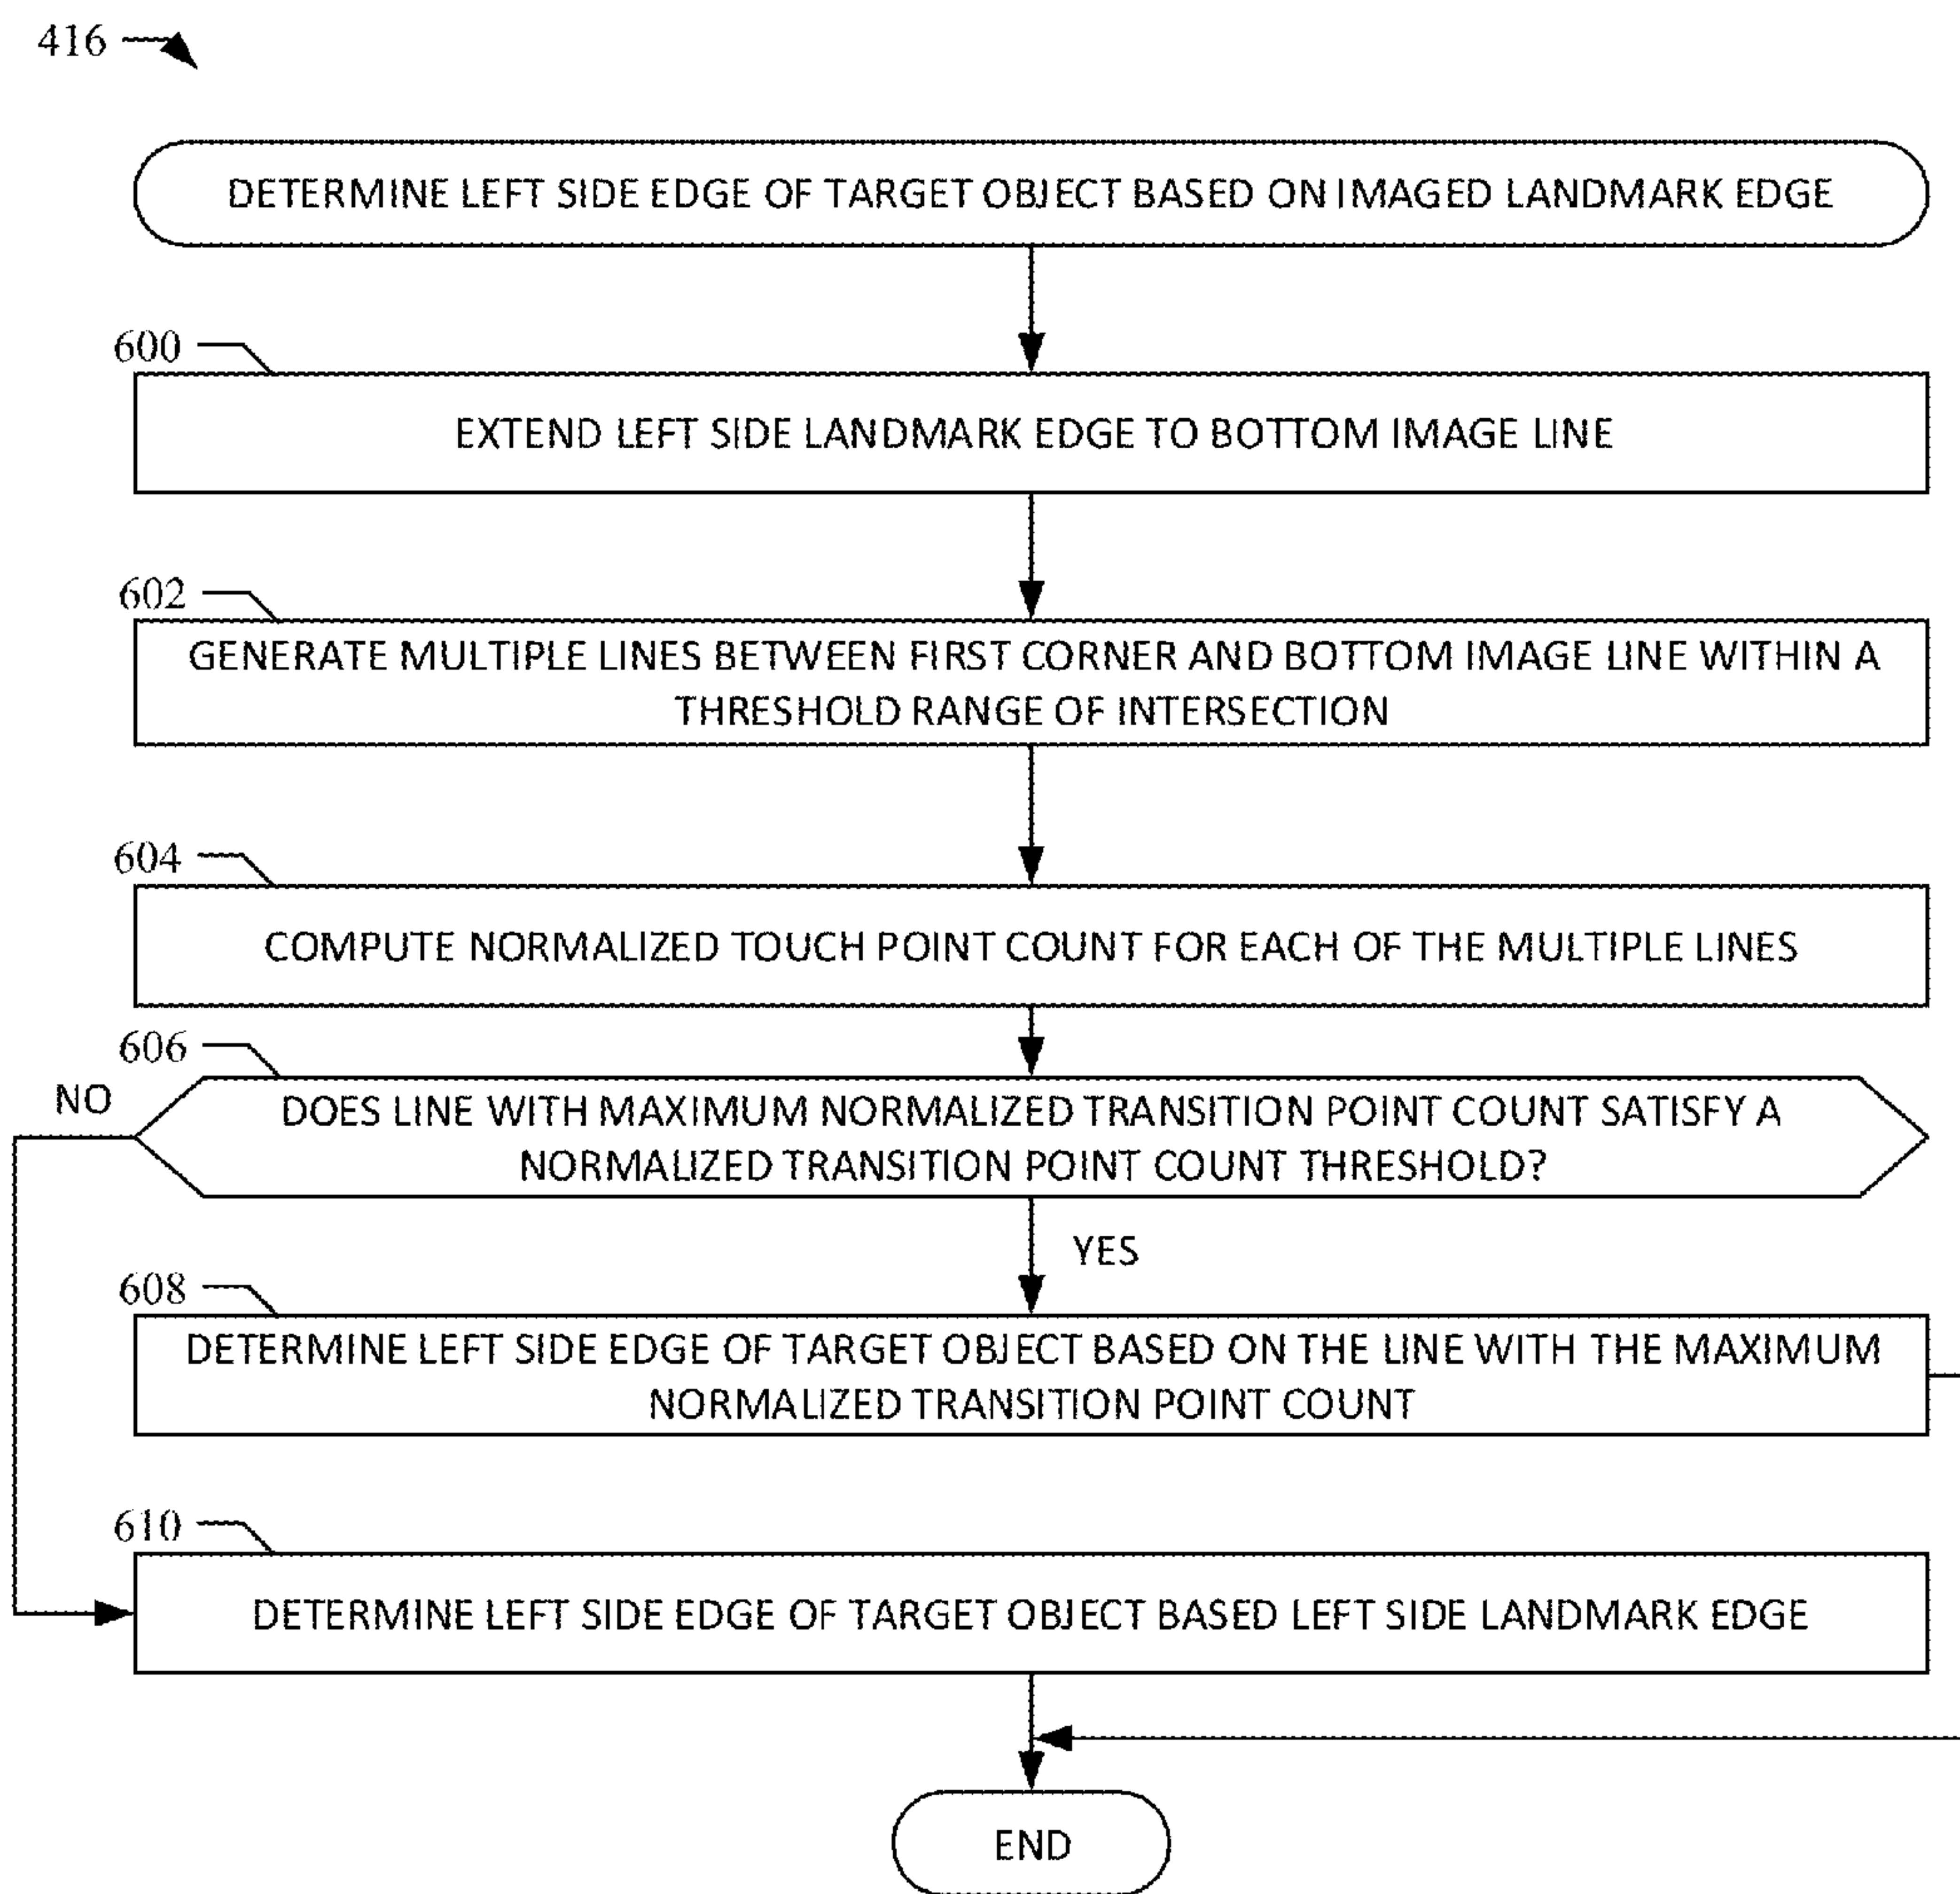 416
DETERMINE LEFT SIDE EDGE OF TARGET OBJECT BASED ON IMAGED LANDMARK EDGE
600
EXTEND LEFT SIDE LANDMARK EDGE TO BOTTOM IMAGE LINE
602
GENERATE MULTIPLE LINES BETWEEN FIRST CORNER AND BOTTOM IMAGE LINE WITHIN A
THRESHOLD RANGE OF INTERSECTION
604
COMPUTE NORMALIZED TOUCH POINT COUNT FOR EACH OF THE MULTIPLE LINES
606
NO
DOES LINE WITH MAXIMUM NORMALIZED TRANSITION POINT COUNT SATISFY A
NORMALIZED TRANSITION POINT COUNT THRESHOLD?
YES
608
DETERMINE LEFT SIDE EDGE OF TARGET OBJECT BASED ON THE LINE WITH THE MAXIMUM
NORMALIZED TRANSITION POINT COUNT
610
DETERMINE LEFT SIDE EDGE OF TARGET OBJECT BASED LEFT SIDE LANDMARK EDGE
END